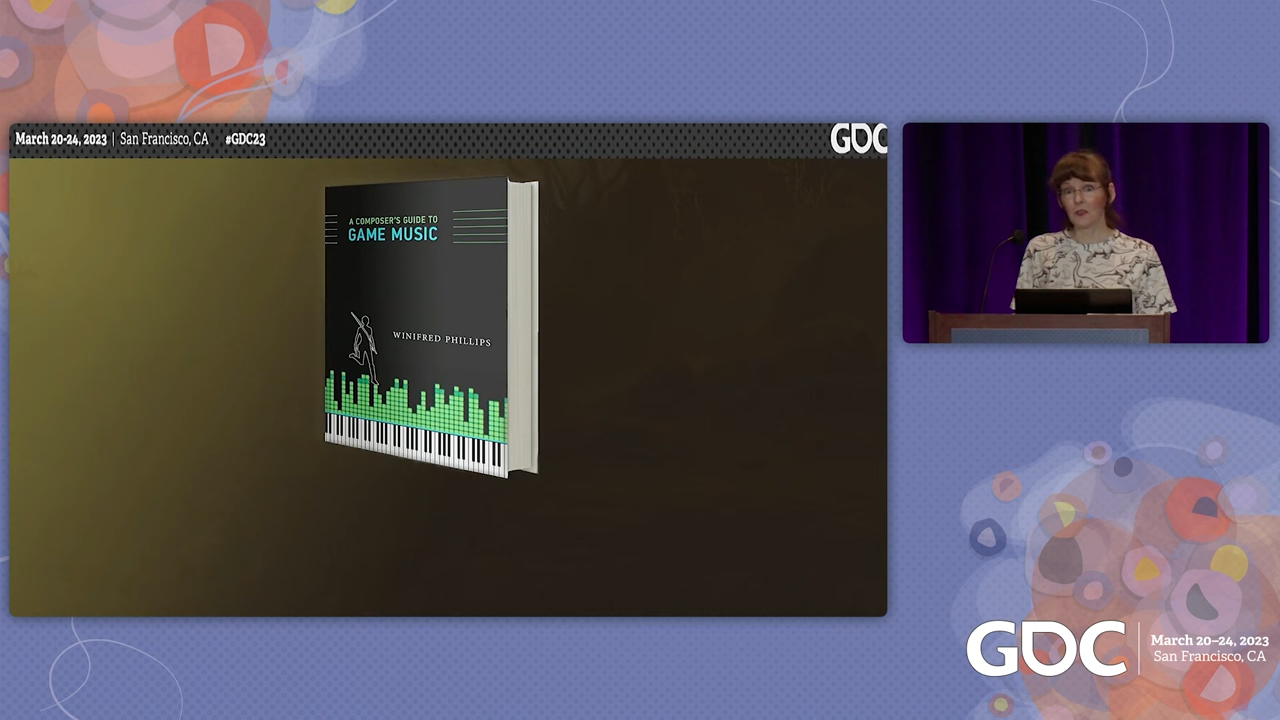 March 20-24, 2023 | San Francisco, CA #GDC23
GDC
A COMPOSER'S GUIDE TO
GAME MUSIC
WINIFRED PHILLIPS
GDC
March 20–24, 2023
San Francisco, CA